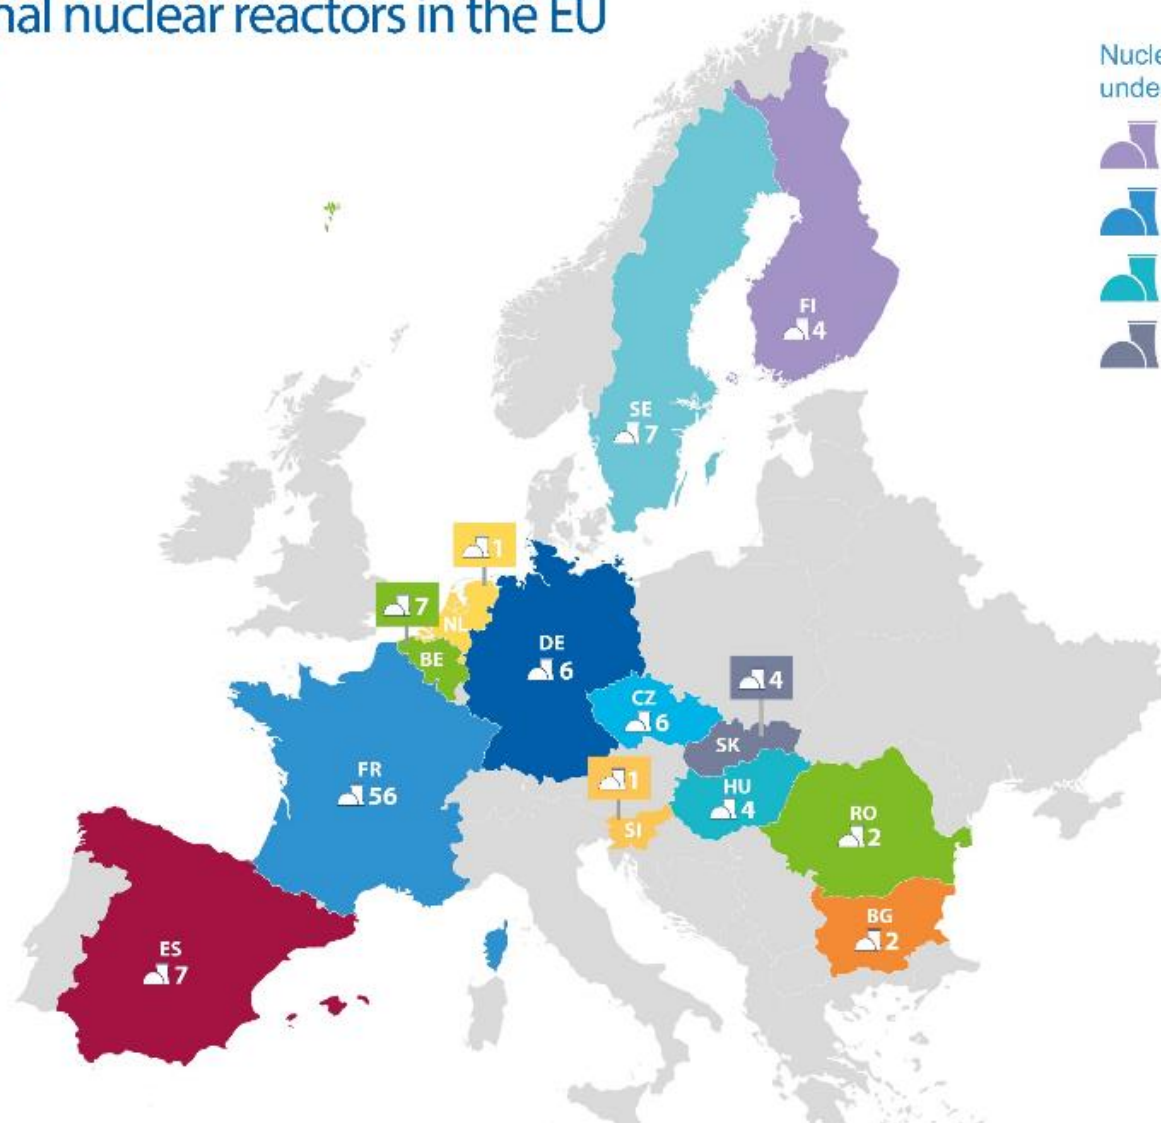 nal nuclear reactors in the EU
Nucle
unde
FI
4
SE
7
1
7
NL
BE
DE
6
4
CZ
6
SK
1
FR
56
HU
4
SI
RO
2
BG
2
ES
7